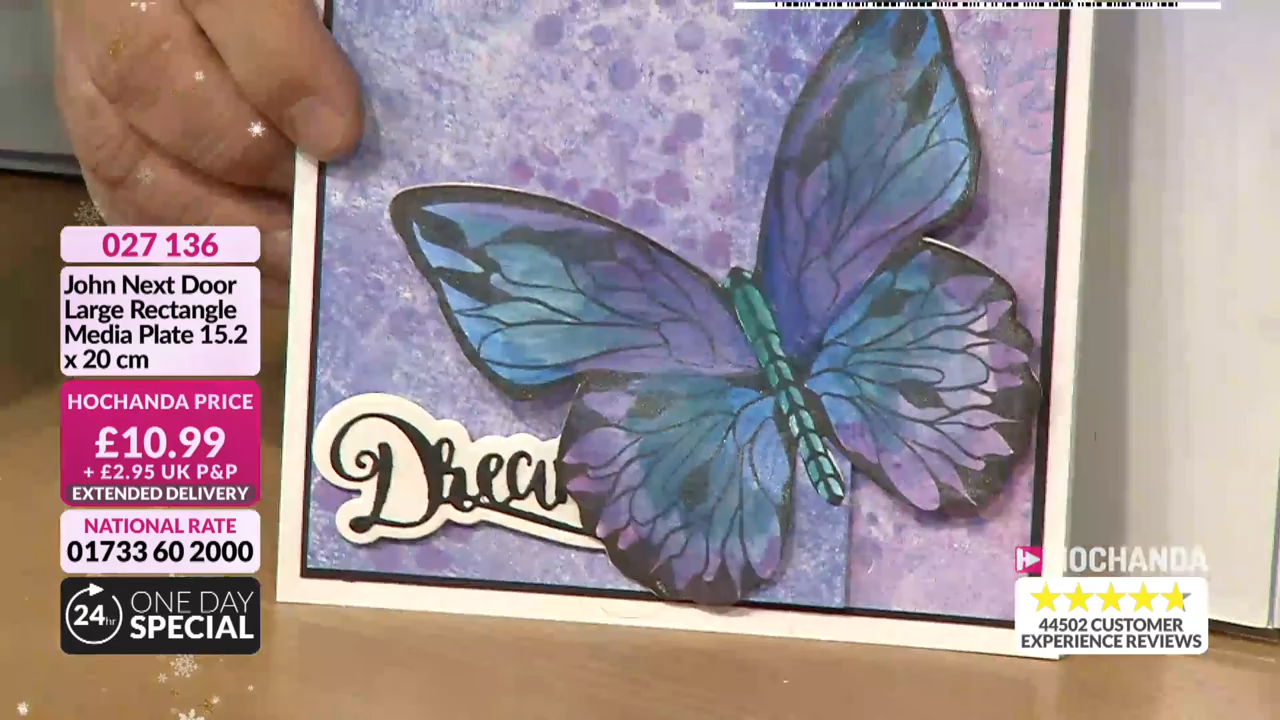 027 136
John Next Door
Large Rectangle
Media Plate 15.2
x 20 cm
HOCHANDA PRICE
£10.99
+ £2.95 UK P&P
EXTENDED DELIVERY
NATIONAL RATE
01733 60 2000
24hr
ONE DAY
SPECIAL
HOCHANDA
44502 CUSTOMER
EXPERIENCE REVIEWS